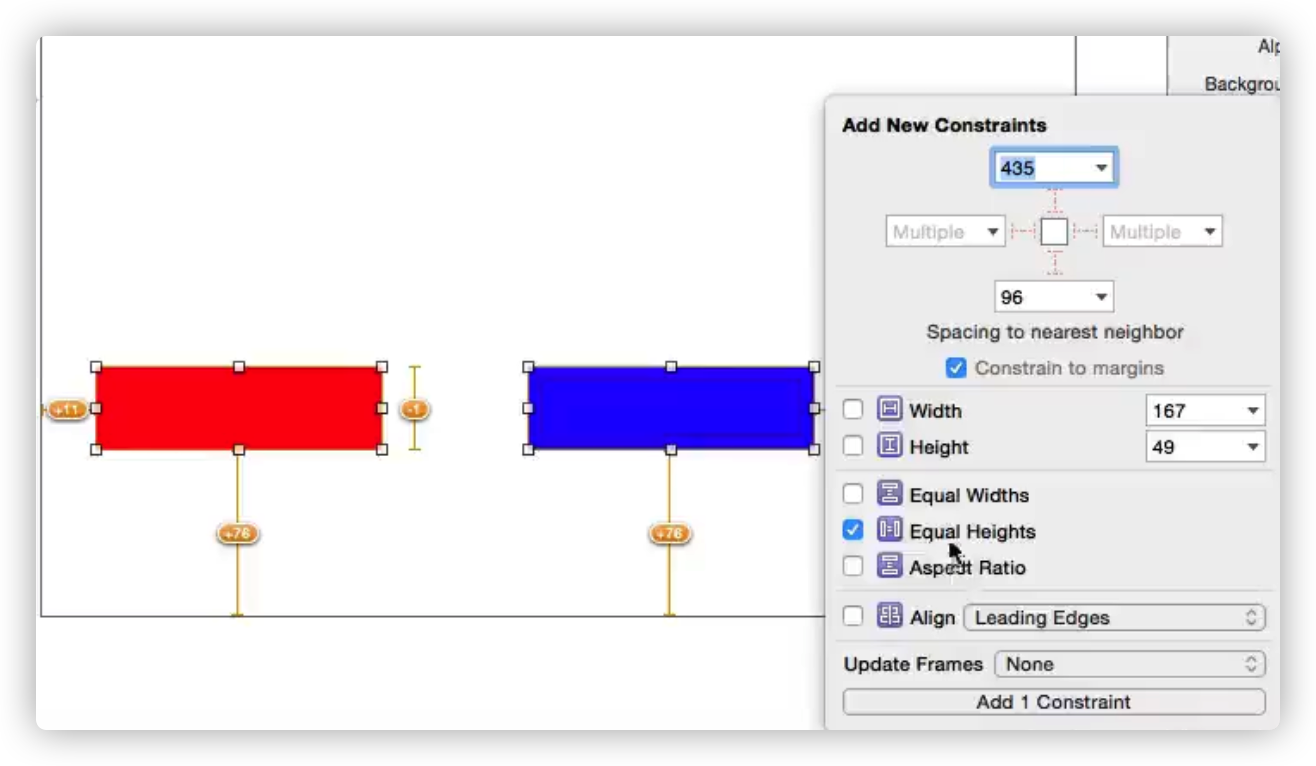 Alp
Backgrou
Add New Constraints
435
Multiple
Multiple
96
Spacing to nearest neighbor
Constrain to margins
+11
-1
Width
167
Height
49
Equal Widths
Equal Heights
+76
+76
Aspect Ratio
Align
Leading Edges
Update Frames
None
Add 1 Constraint